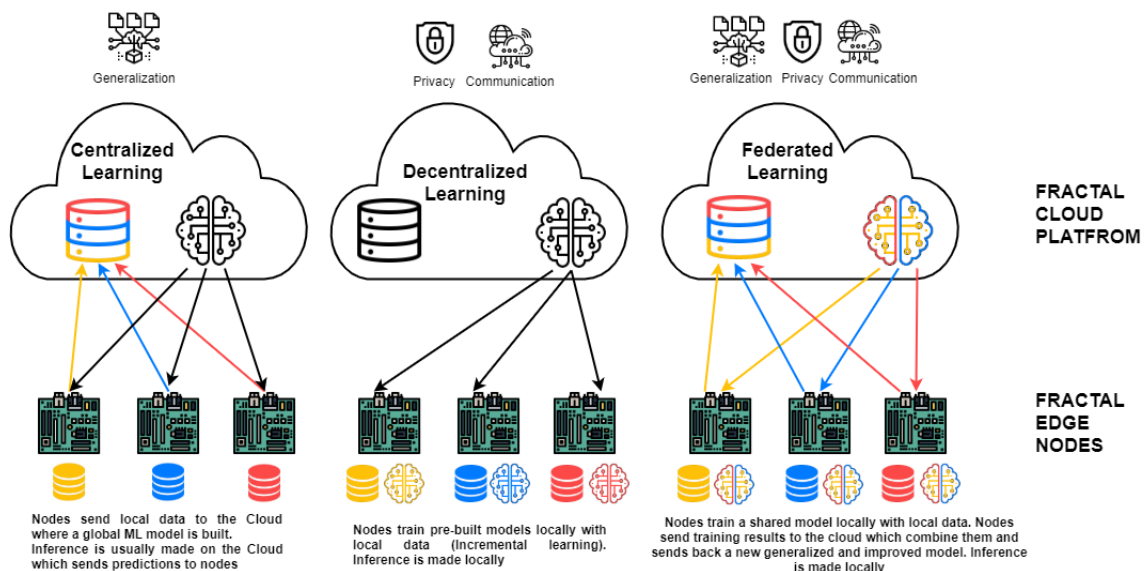 Generalization
Privacy Communication
Generalization Privacy Communication
Centralized
Learning
Decentralized
Learning
Federated
Learning
FRACTAL
CLOUD
PLATFROM
FRACTAL
EDGE
NODES
Nodes send local data to the Cloud
where a global ML model is built.
Inference is usually made on the Cloud
which sends predictions to nodes
Nodes train pre-built models locally with
local data (Incremental learning).
Inference is made locally
Nodes train a shared model locally with local data. Nodes
send training results to the cloud which combine them and
sends back a new generalized and improved model. Inference
is made locally